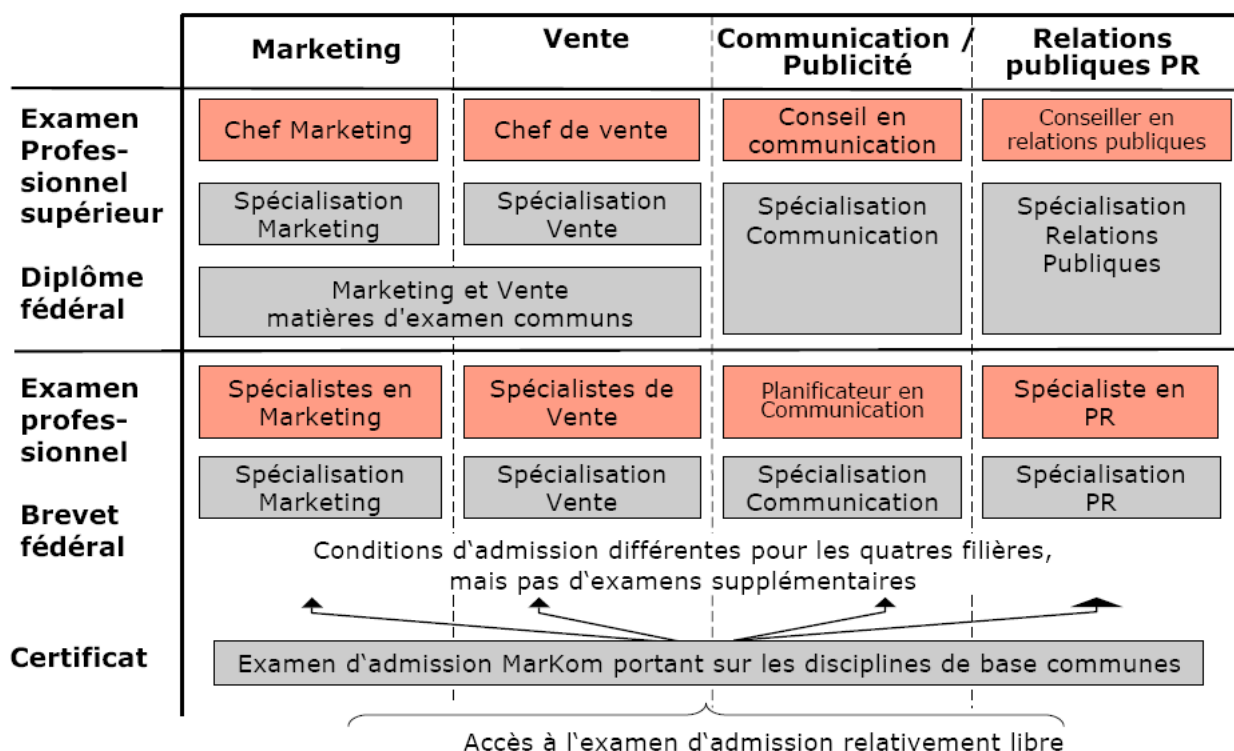 Marketing
Vente
Communication /
Publicité
Relations
publiques PR
Examen
Profes-
sionnel
supérieur
Diplôme
fédéral
Chef Marketing
Chef de vente
Conseil en
communication
Conseiller en
relations publiques
Spécialisation
Marketing
Spécialisation
Vente
Spécialisation
Communication
Spécialisation
Relations
Publiques
Marketing et Vente
matières d'examen communs
Examen
profes-
sionnel
Brevet
fédéral
Spécialistes en
Marketing
Spécialistes de
Vente
Planificateur en
Communication
Spécialiste en
PR
Spécialisation
Marketing
Spécialisation
Vente
Spécialisation
Communication
Spécialisation
PR
Conditions d‘admission différentes pour les quatres filières,
mais pas d‘examens supplémentaires
Certificat
Examen d‘admission MarKom portant sur les disciplines de base communes
Accès à l‘examen d‘admission relativement libre